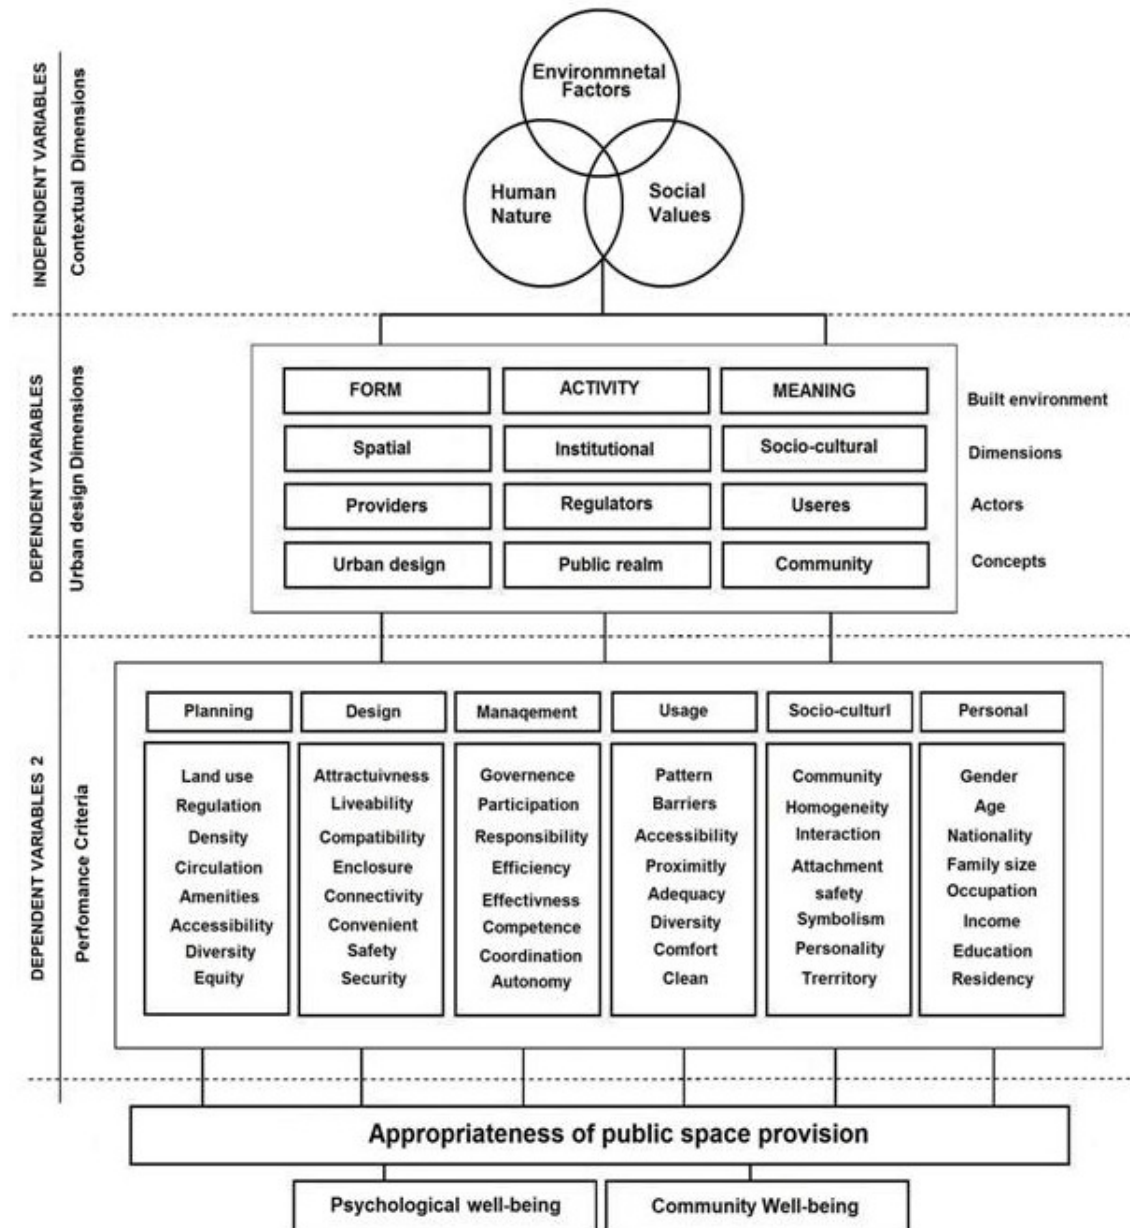 INDEPENDENT VARIABLES
Contextual Dimensions
Environmnetal
Factors
Human
Nature
Social
Values
DEPENDENT VARIABLES
Urban design Dimensions
FORM
ACTIVITY
MEANING
Built environment
Spatial
Institutional
Socio-cultural
Dimensions
Providers
Regulators
Useres
Actors
Urban design
Public realm
Community
Concepts
DEPENDENT VARIABLES 2
Perfomance Criteria
Planning
Land use
Regulation
Density
Circulation
Amenities
Accessibility
Diversity
Equity
Design
Attractuivness
Liveability
Compatibility
Enclosure
Connectivity
Convenient
Safety
Security
Manaqement
Governence
Participation
Responsibility
Efficiency
Effectivness
Competence
Coordination
Autonomy
Usage
Pattern
Barriers
Accessibility
Proximitly
Adequacy
Diversity
Comfort
Clean
Socio-culturl
Community
Homogeneity
Interaction
Attachment
safety
Symbolism
Personality
Trerritory
Personal
Gender
Age
Nationality
Family size
Occupation
Income
Education
Residency
Appropriateness of public space provision
Psychological well-being
Community Well-being